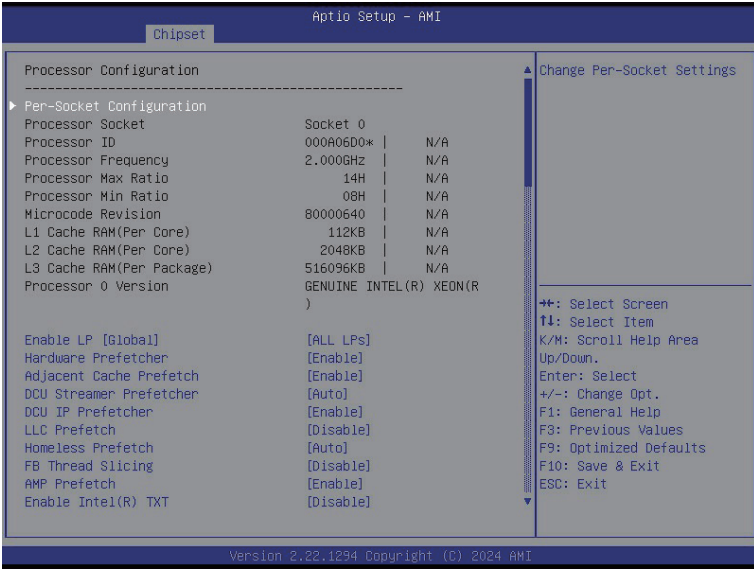 Aptio Setup – AMI
Chipset
Processor Configuration
--------------------------------------------------
Per-Socket Configuration
Processor Socket Socket 0
Processor ID 000A06D0* | N/A
Processor Frequency 2.000GHz | N/A
Processor Max Ratio 14H | N/A
Processor Min Ratio 08H | N/A
Microcode Revision 80000640 | N/A
L1 Cache RAM(Per Core) 112KB | N/A
L2 Cache RAM(Per Core) 2048KB | N/A
L3 Cache RAM(Per Package) 516096KB | N/A
Processor 0 Version GENUINE INTEL(R) XEON(R
)
Enable LP [Global] [ALL LPs]
Hardware Prefetcher [Enable]
Adjacent Cache Prefetch [Enable]
DCU Streamer Prefetcher [Auto]
DCU IP Prefetcher [Enable]
LLC Prefetch [Disable]
Homeless Prefetch [Auto]
FB Thread Slicing [Disable]
AMP Prefetch [Enable]
Enable Intel(R) TXT [Disable]
Change Per-Socket Settings
→←: Select Screen
↑↓: Select Item
K/M: Scroll Help Area
Up/Down.
Enter: Select
+/-: Change Opt.
F1: General Help
F3: Previous Values
F9: Optimized Defaults
F10: Save & Exit
ESC: Exit
Version 2.22.1294 Copyright (C) 2024 AMI